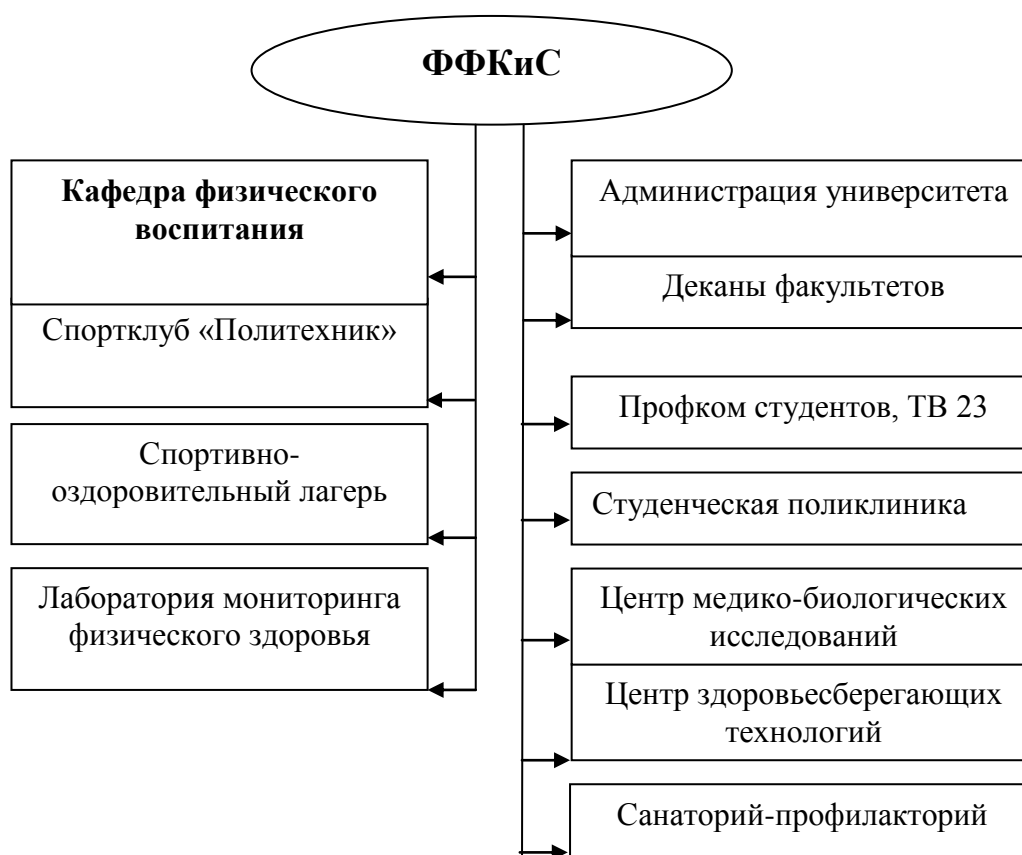 ФФКиС
Кафедра физического
воспитания
Спортклуб «Политехник»
Спортивно-
оздоровительный лагерь
Лаборатория мониторинга
физического здоровья
Администрация университета
Деканы факультетов
Профком студентов, ТВ 23
Студенческая поликлиника
Центр медико-биологических
исследований
Центр здоровьесберегающих
технологий
Санаторий-профилакторий